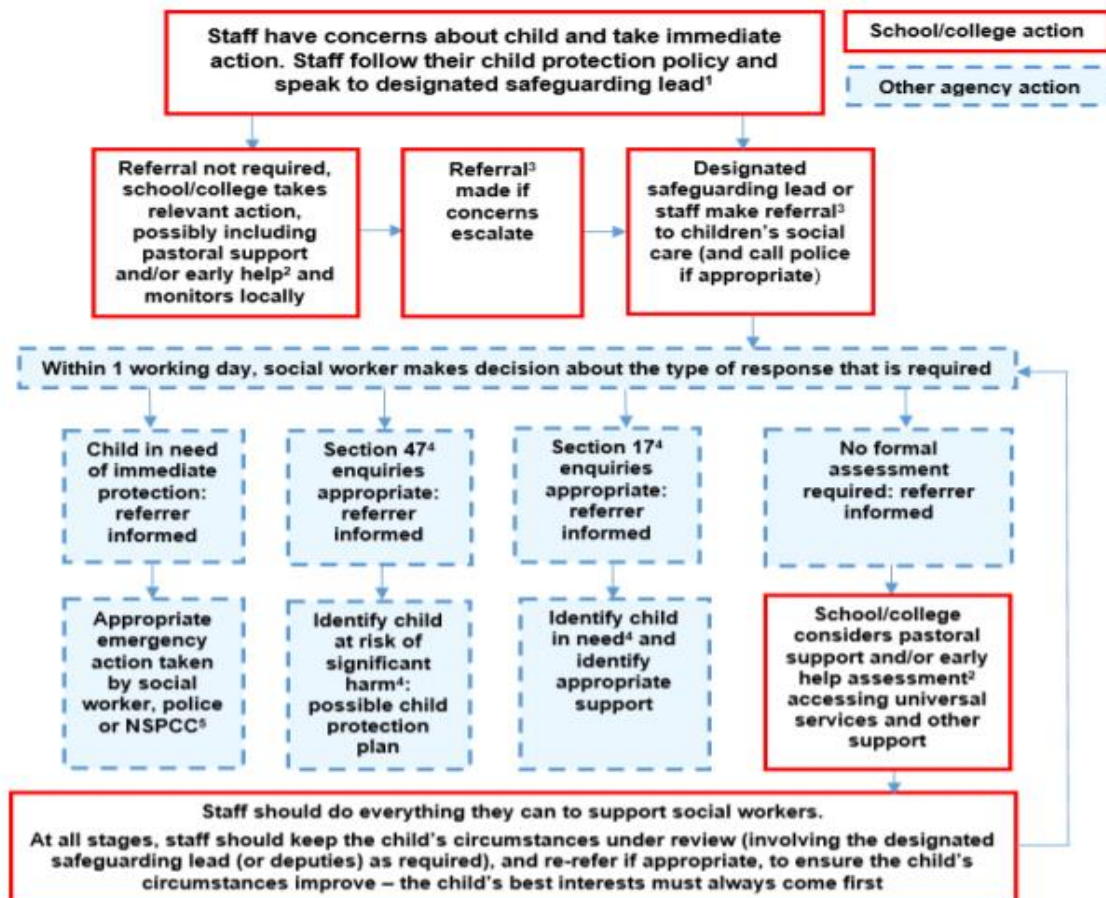 Staff have concerns about child and take immediate
action. Staff follow their child protection policy and
speak to designated safeguarding lead¹
School/college action
Other agency action
Referral not required,
school/college takes
relevant action,
possibly including
pastoral support
and/or early help² and
monitors locally
Referral³
made if
concerns
escalate
Designated
safeguarding lead or
staff make referral³
to children's social
care (and call police
if appropriate)
Within 1 working day, social worker makes decision about the type of response that is required
Child in need
of immediate
protection:
referrer
informed
Section 47⁴
enquiries
appropriate:
referrer
informed
Section 17⁴
enquiries
appropriate:
referrer
informed
No formal
assessment
required: referrer
informed
Appropriate
emergency
action taken
by social
worker, police
or NSPCC⁵
Identify child
at risk of
significant
harm⁴:
possible child
protection
plan
Identify child
in need⁴ and
identify
appropriate
support
School/college
considers pastoral
support and/or early
help assessment²
accessing universal
services and other
support
Staff should do everything they can to support social workers.
At all stages, staff should keep the child's circumstances under review (involving the designated
safeguarding lead (or deputies) as required), and re-refer if appropriate, to ensure the child's
circumstances improve – the child's best interests must always come first